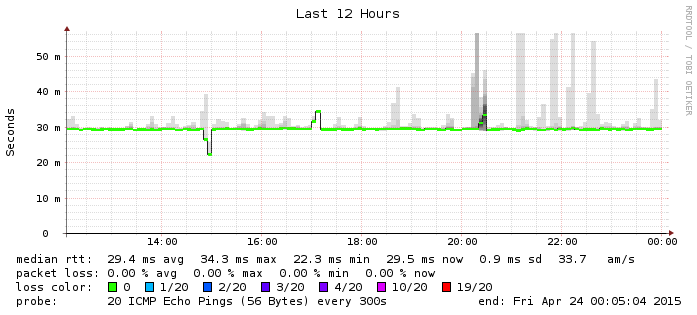 Last 12 Hours
RRDTOOL / TOBI OETIKER
Seconds
50 m
40 m
30 m
20 m
10 m
0
14:00 16:00 18:00 20:00 22:00 00:00
median rtt: 29.4 ms avg 34.3 ms max 22.3 ms min 29.5 ms now 0.9 ms sd 33.7 am/s
packet loss: 0.00 % avg 0.00 % max 0.00 % min 0.00 % now
loss color: 0 1/20 2/20 3/20 4/20 10/20 19/20
probe: 20 ICMP Echo Pings (56 Bytes) every 300s end: Fri Apr 24 00:05:04 2015